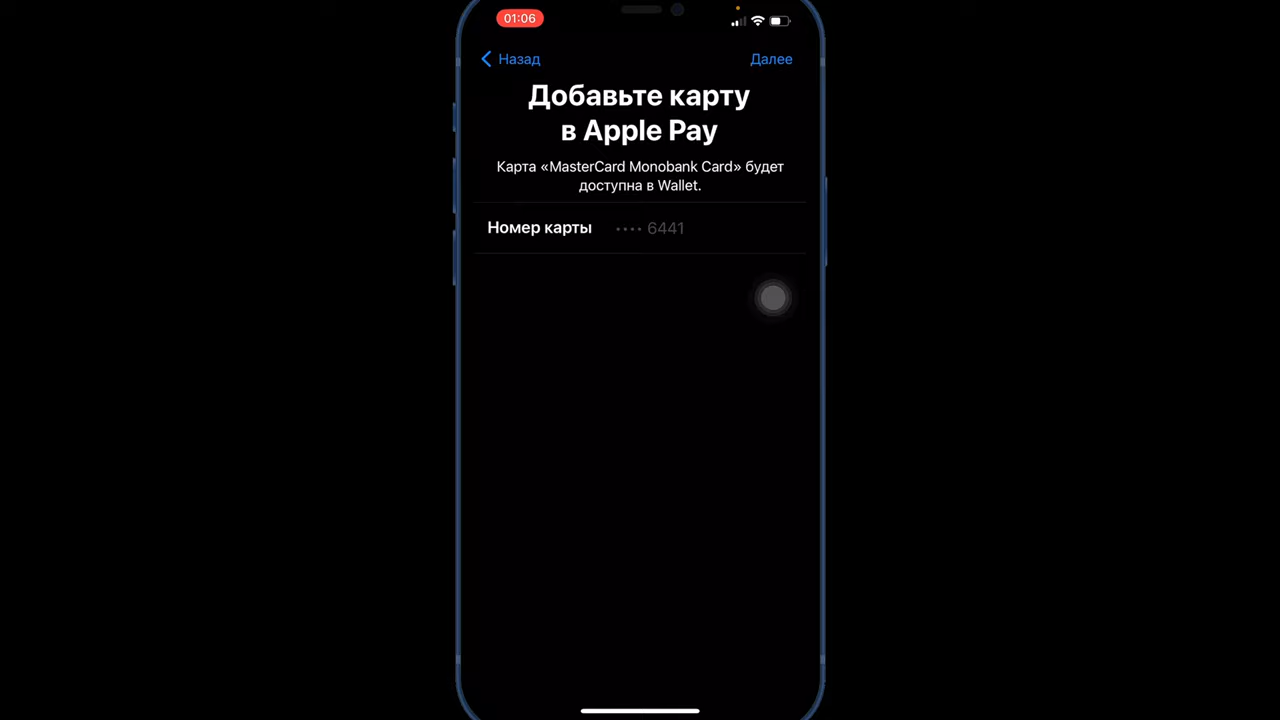 01:06
Назад
Далее
Добавьте карту
в Apple Pay
Карта «MasterCard Monobank Card» будет
доступна в Wallet.
Номер карты •••• 6441